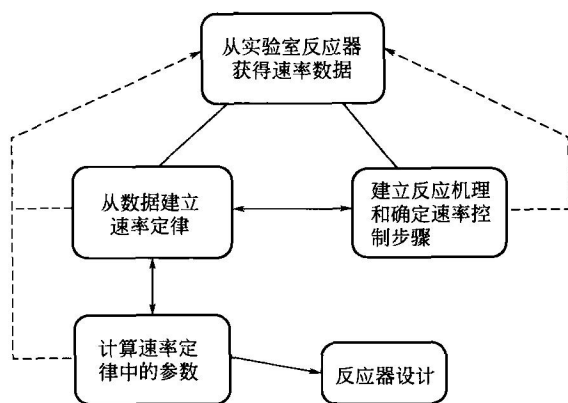 从实验室反应器
获得速率数据
从数据建立
速率定律
建立反应机理
和确定速率控
制步骤
计算速率定
律中的参数
反应器设计